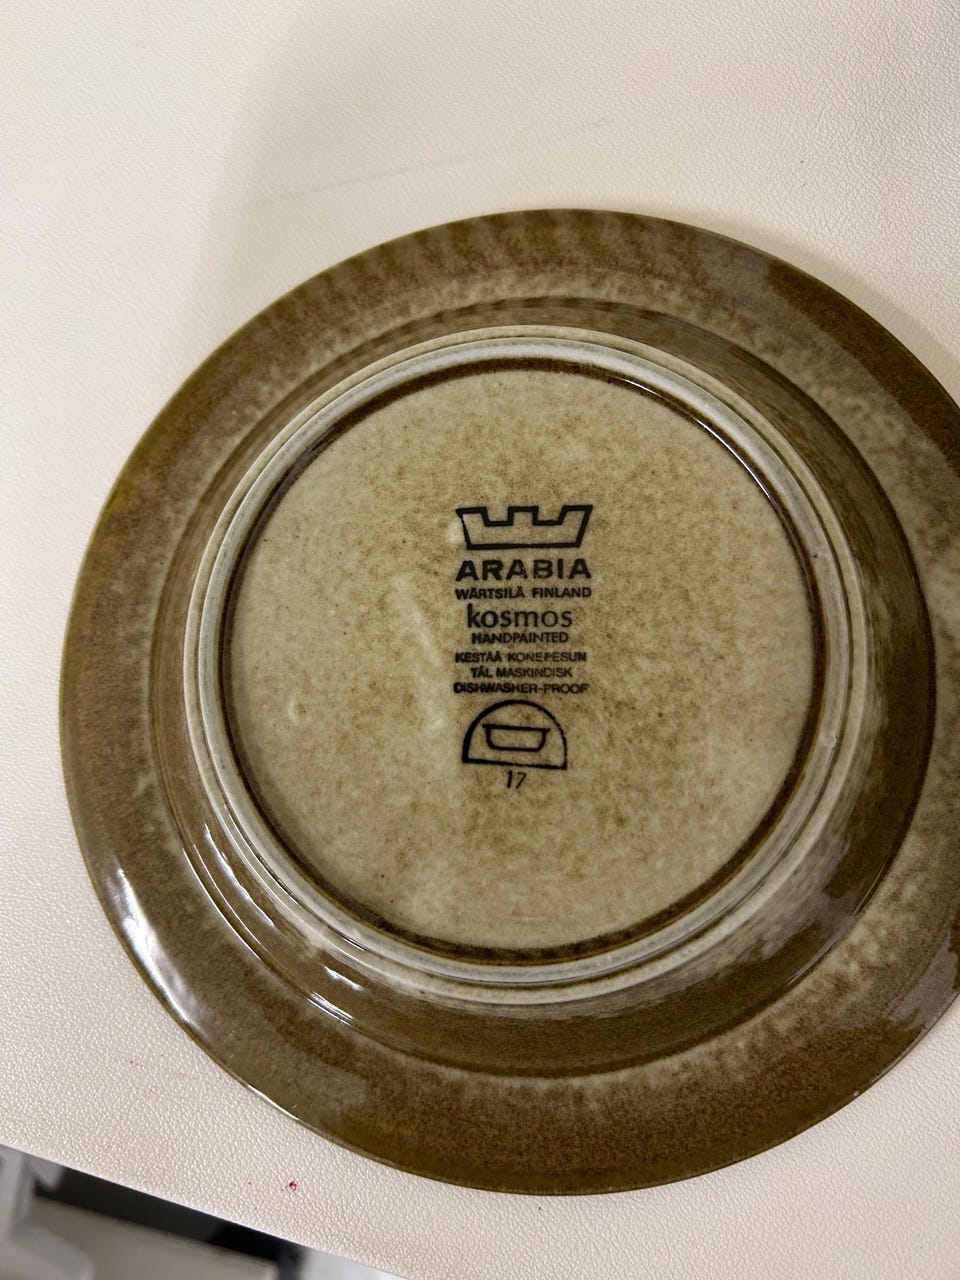 ARABIA
WÄRTSILÄ FINLAND
kosmos
HANDPAINTED
KESTÄÄ KONEPESUN
TÅL MASKINDISK
DISHWASHER-PROOF
17